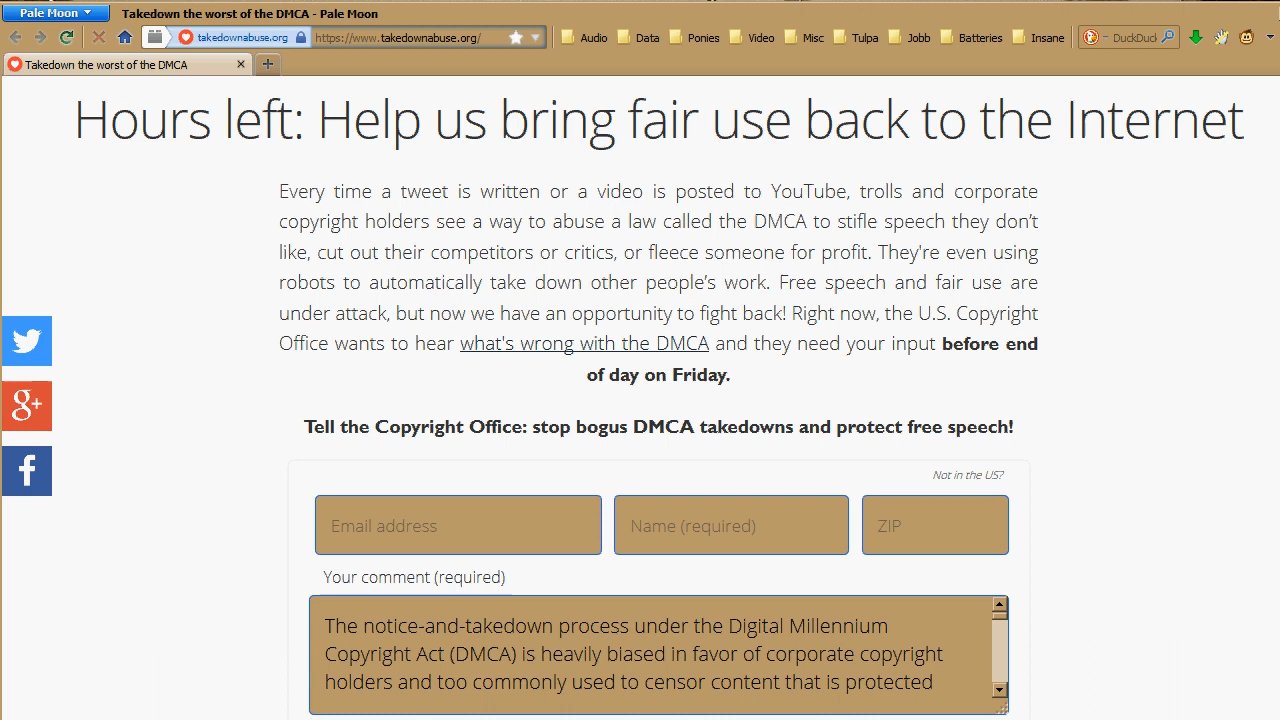 Pale Moon
Takedown the worst of the DMCA - Pale Moon
takedownabuse.org
https://www.takedownabuse.org/
Audio Data Ponies Video Misc Tulpa Jobb Batteries Insane
DuckDuck
Takedown the worst of the DMCA
Hours left: Help us bring fair use back to the Internet
Every time a tweet is written or a video is posted to YouTube, trolls and corporate
copyright holders see a way to abuse a law called the DMCA to stifle speech they don’t
like, cut out their competitors or critics, or fleece someone for profit. They're even using
robots to automatically take down other people’s work. Free speech and fair use are
under attack, but now we have an opportunity to fight back! Right now, the U.S. Copyright
Office wants to hear what's wrong with the DMCA and they need your input before end
of day on Friday.
Tell the Copyright Office: stop bogus DMCA takedowns and protect free speech!
g+
f
Not in the US?
Email address
Name (required)
ZIP
Your comment (required)
The notice-and-takedown process under the Digital Millennium
Copyright Act (DMCA) is heavily biased in favor of corporate copyright
holders and too commonly used to censor content that is protected